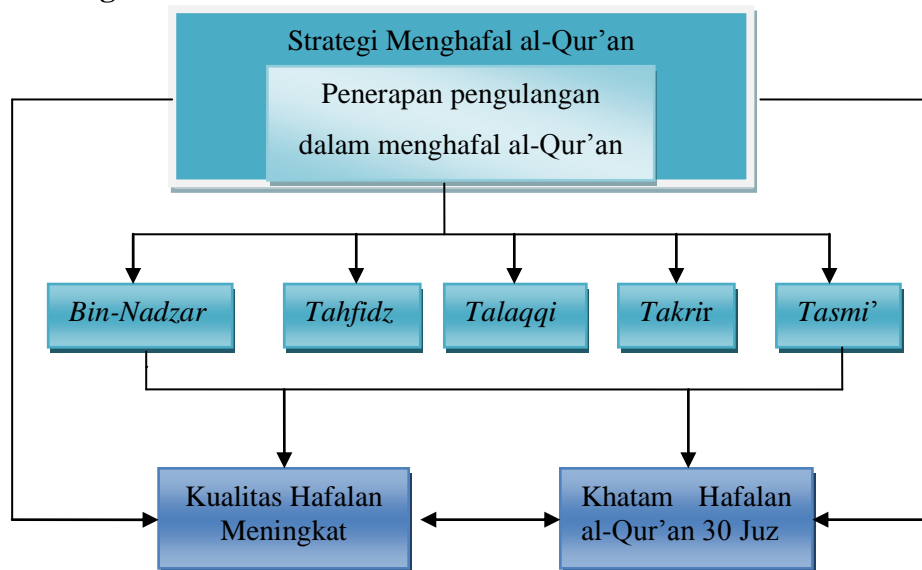 Strategi Menghafal al-Qur’an
Penerapan pengulangan
dalam menghafal al-Qur’an
Bin-Nadzar
Tahfidz
Talaqqi
Takrir
Tasmi’
Kualitas Hafalan
Meningkat
Khatam Hafalan
al-Qur’an 30 Juz